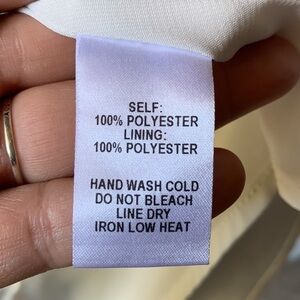 SELF:
100% POLYESTER
LINING:
100% POLYESTER
HAND WASH COLD
DO NOT BLEACH
LINE DRY
IRON LOW HEAT